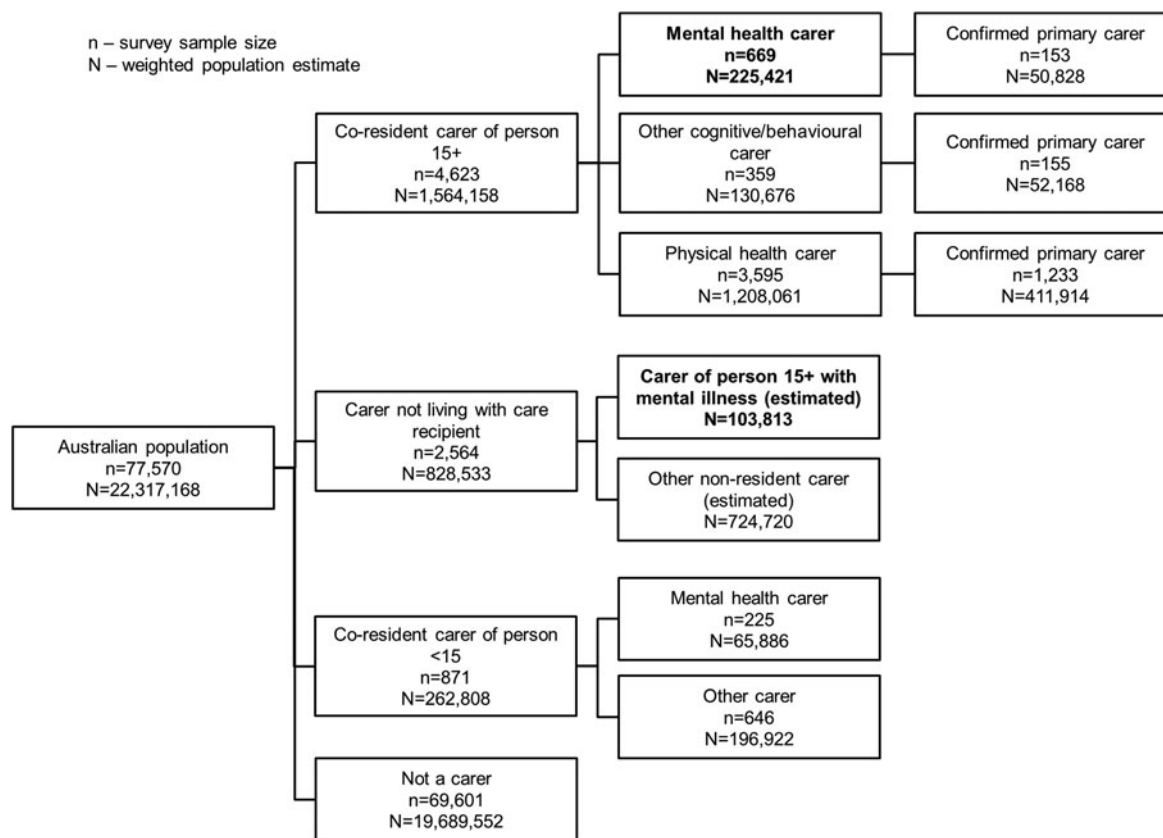 n – survey sample size
N – weighted population estimate
Mental health carer
n=669
N=225,421
Confirmed primary carer
n=153
N=50,828
Co-resident carer of person
15+
n=4,623
N=1,564,158
Other cognitive/behavioural
carer
n=359
N=130,676
Confirmed primary carer
n=155
N=52,168
Physical health carer
n=3,595
N=1,208,061
Confirmed primary carer
n=1,233
N=411,914
Australian population
n=77,570
N=22,317,168
Carer not living with care
recipient
n=2,564
N=828,533
Carer of person 15+ with
mental illness (estimated)
N=103,813
Other non-resident carer
(estimated)
N=724,720
Co-resident carer of person
<15
n=871
N=262,808
Mental health carer
n=225
N=65,886
Other carer
n=646
N=196,922
Not a carer
n=69,601
N=19,689,552